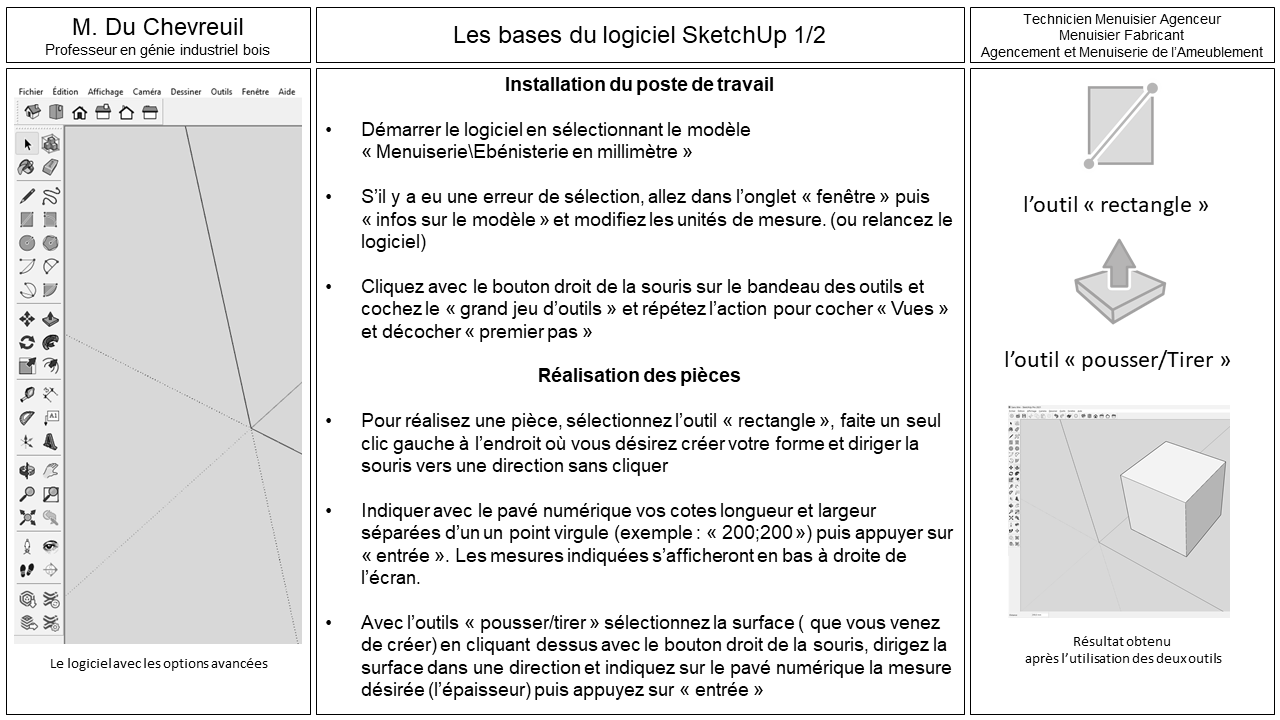 M. Du Chevreuil
Professeur en génie industriel bois
Les bases du logiciel SketchUp 1/2
Technicien Menuisier Agenceur
Menuisier Fabricant
Agencement et Menuiserie de l’Ameublement
Fichier Édition Affichage Caméra Dessiner Outils Fenêtre Aide
A1
Le logiciel avec les options avancées
Installation du poste de travail
• Démarrer le logiciel en sélectionnant le modèle
« Menuiserie\Ebénisterie en millimètre »
• S’il y a eu une erreur de sélection, allez dans l’onglet « fenêtre » puis
« infos sur le modèle » et modifiez les unités de mesure. (ou relancez le
logiciel)
• Cliquez avec le bouton droit de la souris sur le bandeau des outils et
cochez le « grand jeu d’outils » et répétez l’action pour cocher « Vues »
et décocher « premier pas »
Réalisation des pièces
• Pour réalisez une pièce, sélectionnez l’outil « rectangle », faite un seul
clic gauche à l’endroit où vous désirez créer votre forme et diriger la
souris vers une direction sans cliquer
• Indiquer avec le pavé numérique vos cotes longueur et largeur
séparées d’un un point virgule (exemple : « 200;200 ») puis appuyer sur
« entrée ». Les mesures indiquées s’afficheront en bas à droite de
l’écran.
• Avec l’outils « pousser/tirer » sélectionnez la surface ( que vous venez
de créer) en cliquant dessus avec le bouton droit de la souris, dirigez la
surface dans une direction et indiquez sur le pavé numérique la mesure
désirée (l’épaisseur) puis appuyez sur « entrée »
l’outil « rectangle »
l’outil « pousser/Tirer »
Résultat obtenu
après l’utilisation des deux outils